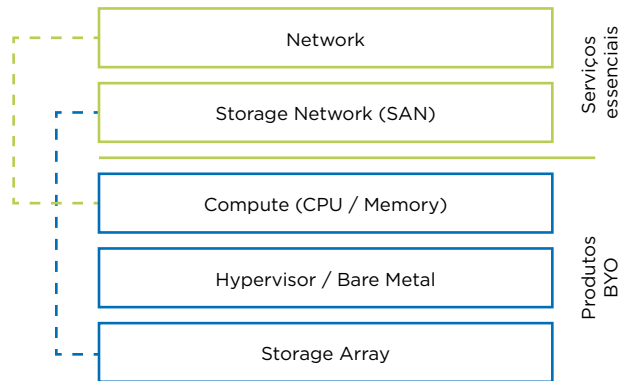 Network
Storage Network (SAN)
Serviços
essenciais
Compute (CPU / Memory)
Hypervisor / Bare Metal
Storage Array
Produtos
BYO